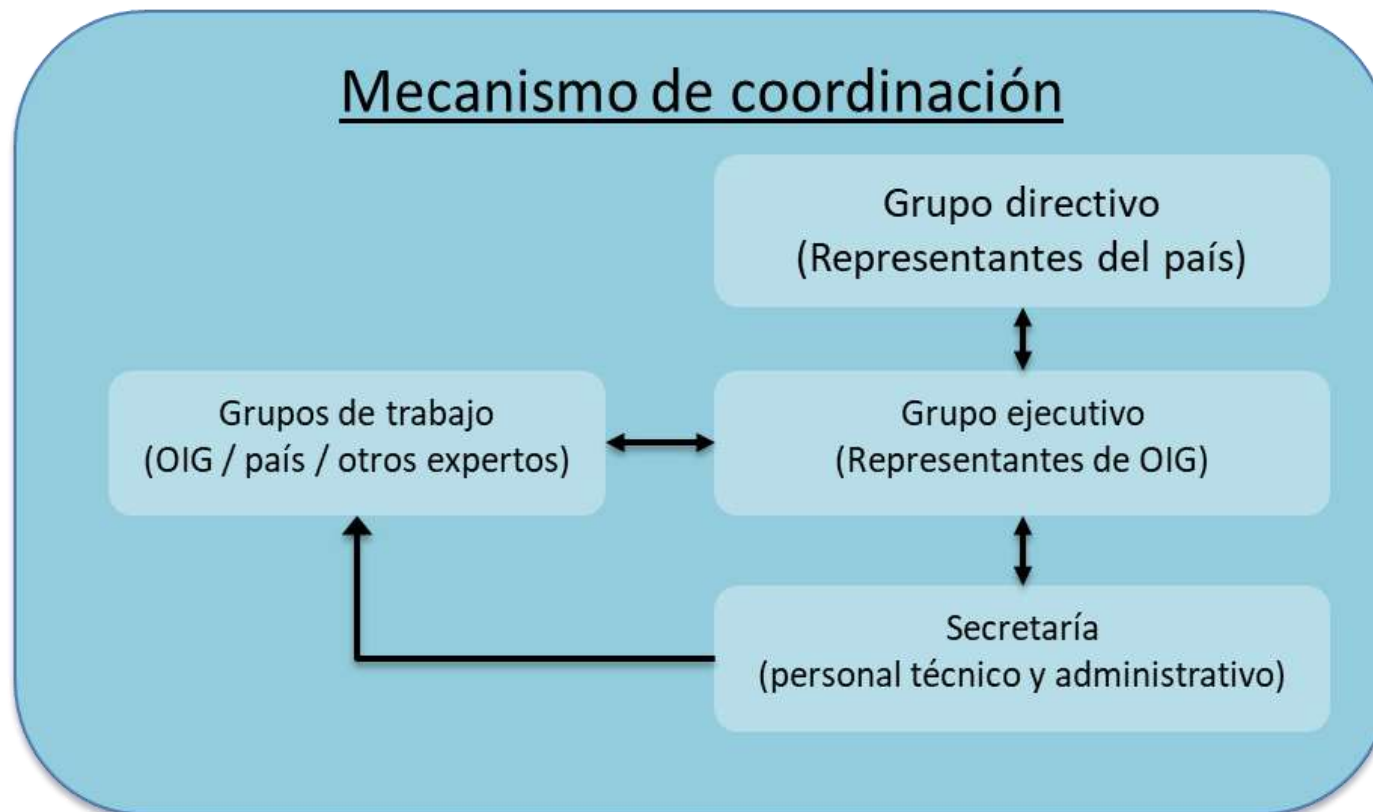 Mecanismo de coordinación
Grupo directivo
(Representantes del país)
Grupos de trabajo
(OIG / país / otros expertos)
Grupo ejecutivo
(Representantes de OIG)
Secretaría
(personal técnico y administrativo)